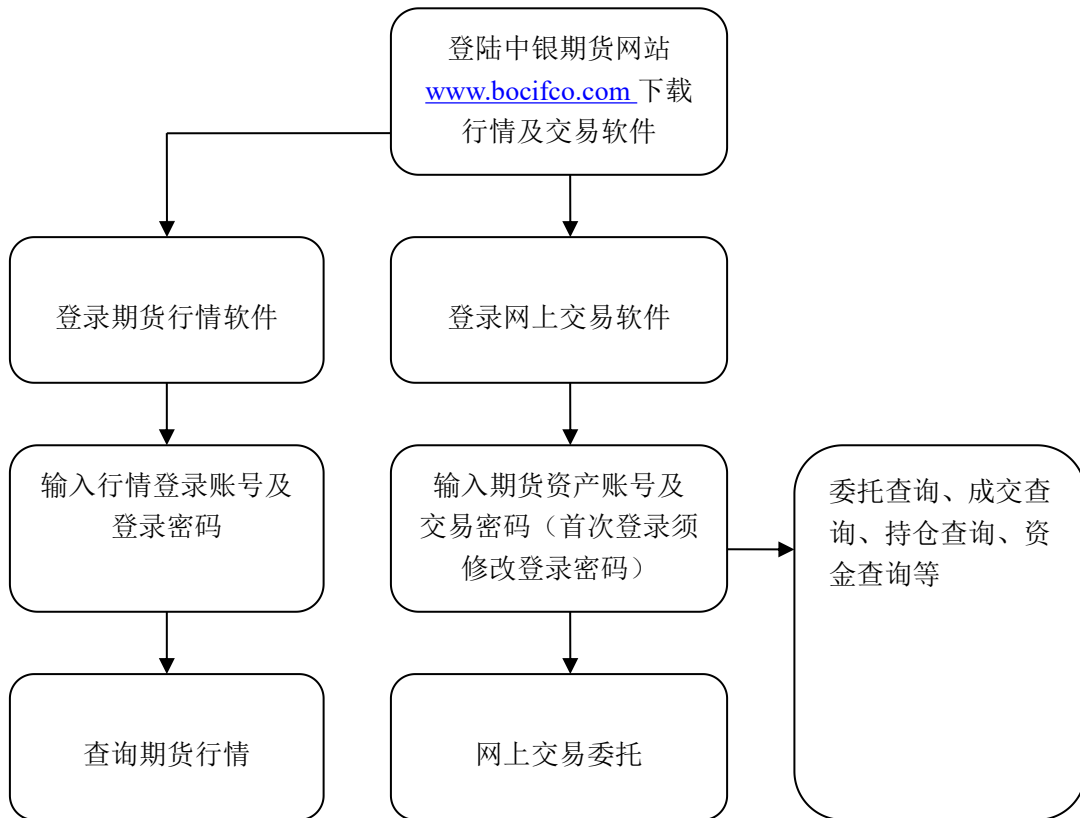 登陆中银期货网站
www.bocifco.com 下载
行情及交易软件
登录期货行情软件
登录网上交易软件
输入行情登录账号及
登录密码
输入期货资产账号及
交易密码（首次登录须
修改登录密码）
委托查询、成交查
询、持仓查询、资
金查询等
查询期货行情
网上交易委托